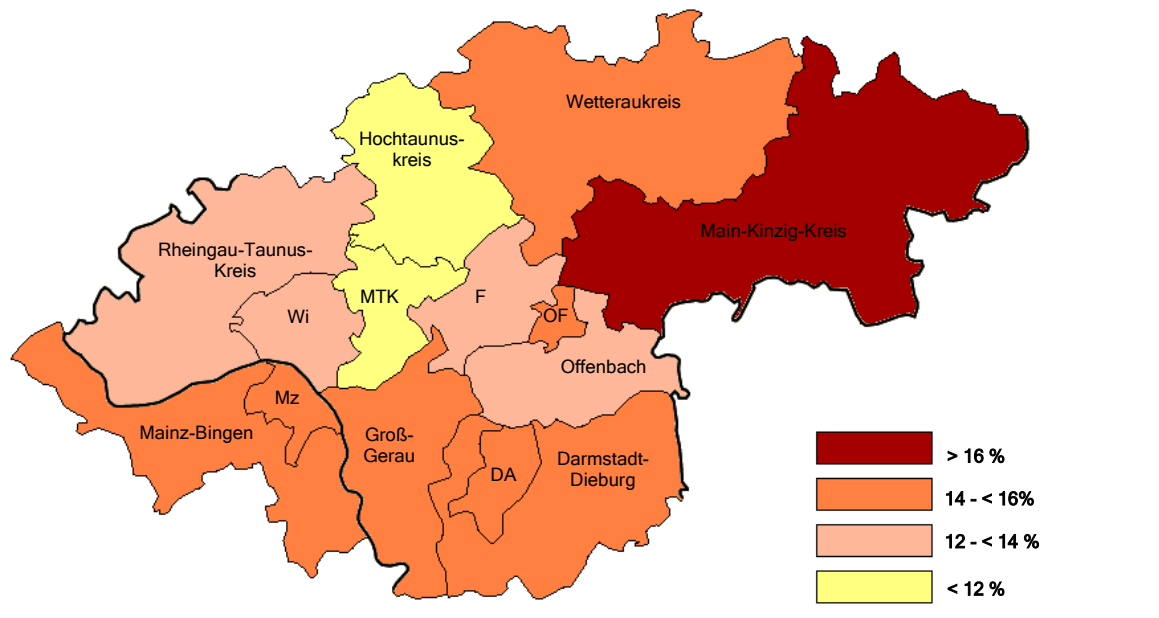 Wetteraukreis
Hochtaunus-
kreis
Main-Kinzig-Kreis
Rheingau-Taunus-
Kreis
MTK
F
Wi
OF
Offenbach
Mz
Mainz-Bingen
Groß-
Gerau
DA
Darmstadt-
Dieburg
> 16 %
14 - < 16%
12 - < 14 %
< 12 %